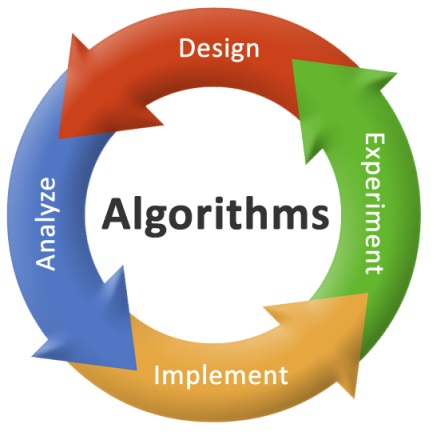 Design
Analyze
Algorithms
Experiment
Implement